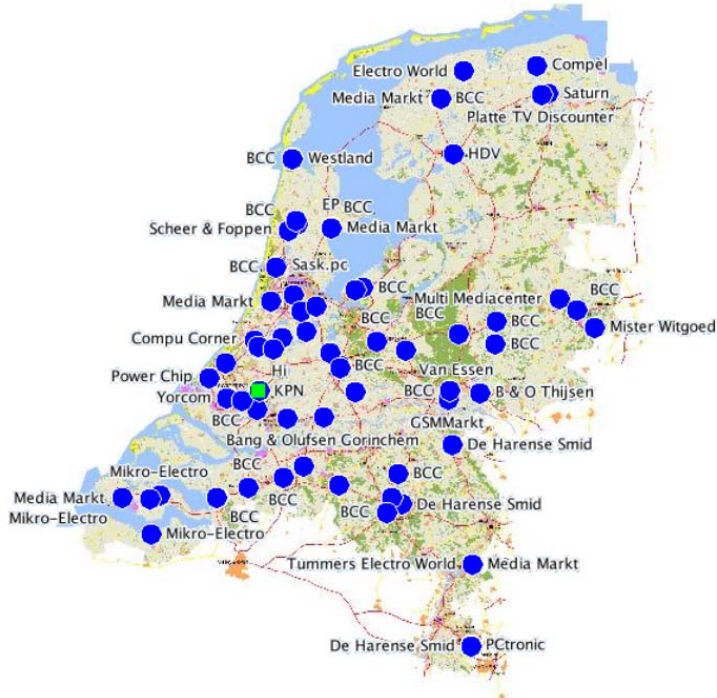 Compel
Electro World
Saturn
Media Markt
BCC
Platte TV Discounter
HDV
BCC
Westland
EP
BCC
BCC
Scheer & Foppen
Media Markt
BCC
Sask.pc
BCC
Multi Mediacenter
BCC
Media Markt
BCC
BCC
BCC
Mister Witgoed
Compu Corner
BCC
BCC
Hi
Van Essen
Power Chip
KPN
BCC
B & O Thijsen
Yorcom
BCC
GSMMarkt
Bang & Olufsen Gorinchem
De Harense Smid
BCC
Mikro-Electro
BCC
Media Markt
BCC
De Harense Smid
BCC
BCC
Mikro-Electro
Mikro-Electro
Tummers Electro World
Media Markt
De Harense Smid
PCtronic